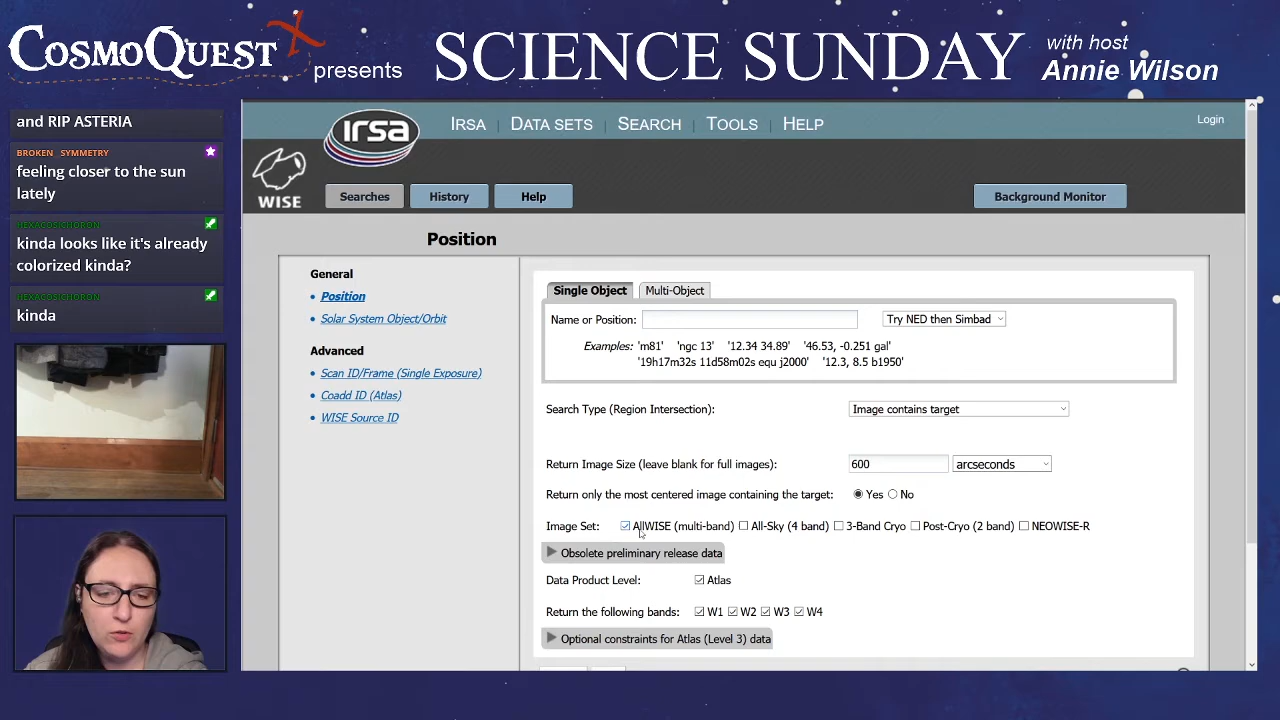 CosmoQuest X
presents
SCIENCE SUNDAY
with host
Annie Wilson
and RIP ASTERIA
BROKEN_SYMMETRY
feeling closer to the sun
lately
HEXACOSICHORON
kinda looks like it's already
colorized kinda?
HEXACOSICHORON
kinda
irsa
IRSA
DATA SETS
SEARCH
TOOLS
HELP
Login
WISE
Searches
History
Help
Background Monitor
Position
General
• Position
• Solar System Object/Orbit
Advanced
• Scan ID/Frame (Single Exposure)
• Coadd ID (Atlas)
• WISE Source ID
Single Object
Multi-Object
Name or Position:
Try NED then Simbad
Examples: 'm81' 'ngc 13' '12.34 34.89' '46.53, -0.251 gal'
'19h17m32s 11d58m02s equ j2000' '12.3, 8.5 b1950'
Search Type (Region Intersection): Image contains target
Return Image Size (leave blank for full images): 600 arcseconds
Return only the most centered image containing the target: Yes No
Image Set: AllWISE (multi-band) All-Sky (4 band) 3-Band Cryo Post-Cryo (2 band) NEOWISE-R
Obsolete preliminary release data
Data Product Level: Atlas
Return the following bands: W1 W2 W3 W4
Optional constraints for Atlas (Level 3) data